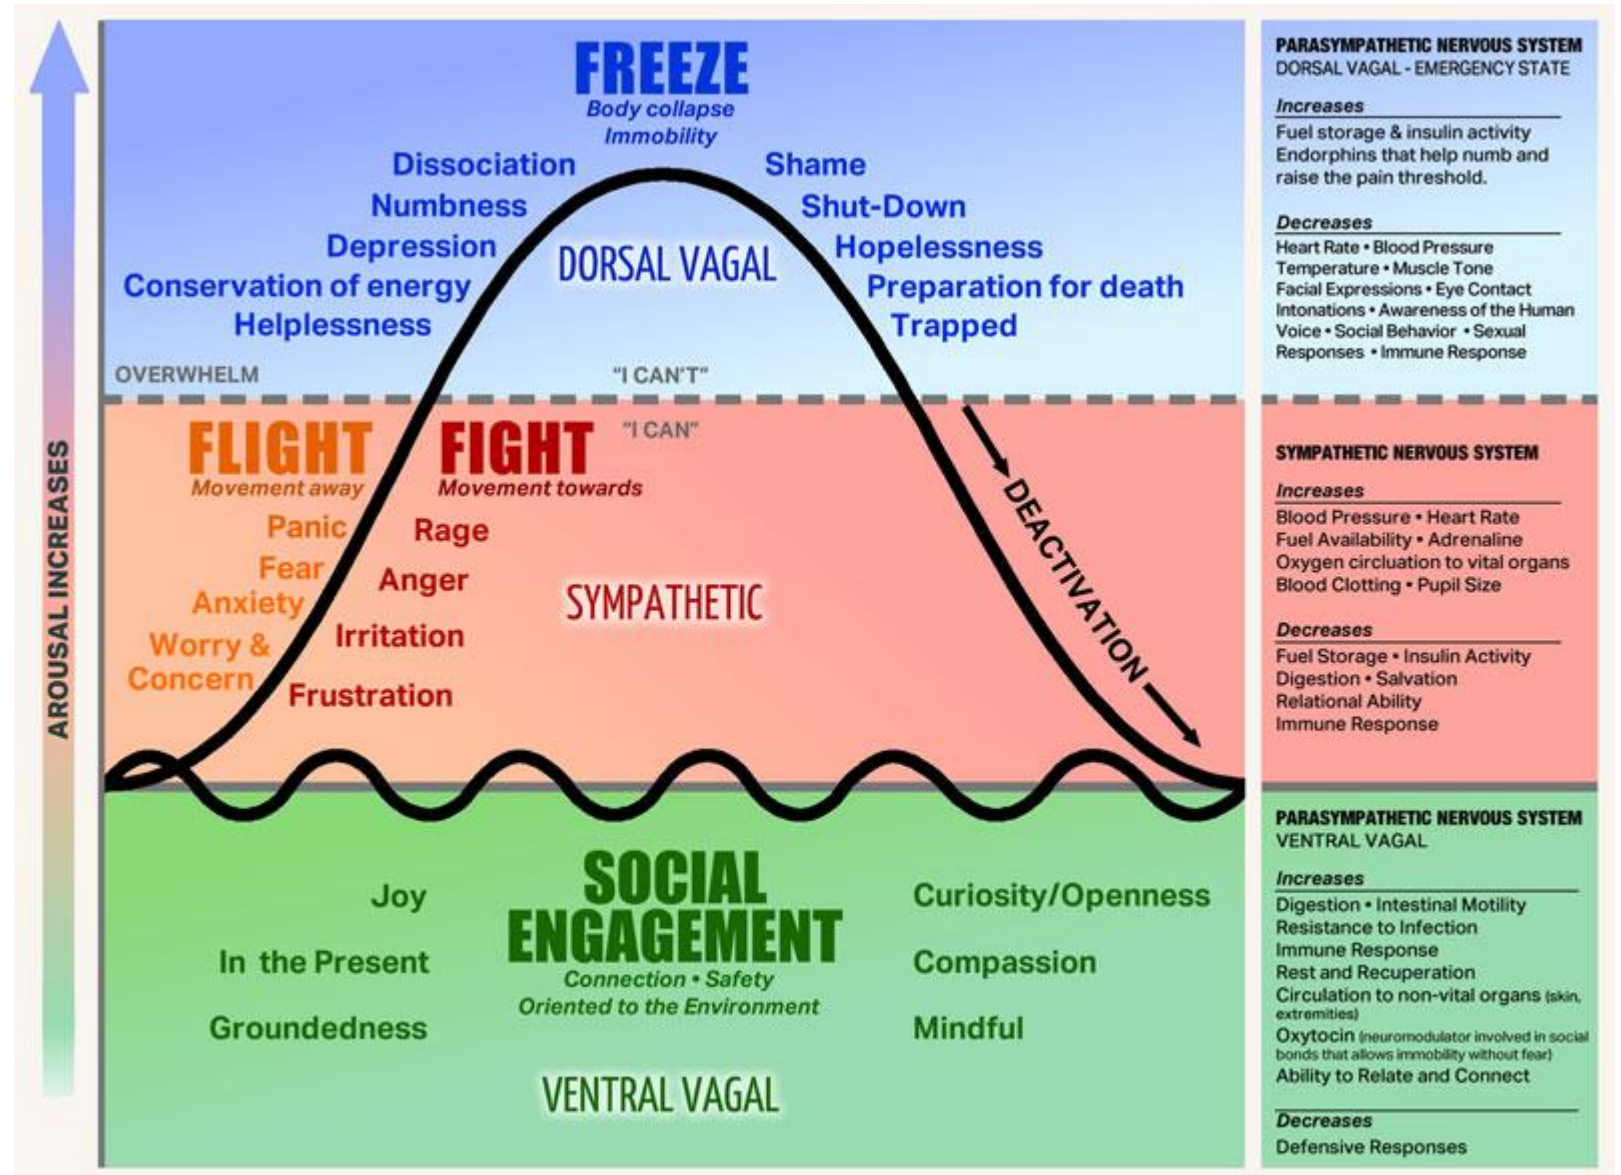 AROUSAL INCREASES
FREEZE
Body collapse
Immobility
Dissociation
Numbness
Depression
Conservation of energy
Helplessness
Shame
Shut-Down
Hopelessness
Preparation for death
Trapped
DORSAL VAGAL
OVERWHELM
"I CAN'T"
"I CAN"
FLIGHT
Movement away
Panic
Fear
Anxiety
Worry &
Concern
FIGHT
Movement towards
Rage
Anger
Irritation
Frustration
SYMPATHETIC
DEACTIVATION
SOCIAL
ENGAGEMENT
Connection • Safety
Oriented to the Environment
Joy
In the Present
Groundedness
Curiosity/Openness
Compassion
Mindful
VENTRAL VAGAL
PARASYMPATHETIC NERVOUS SYSTEM
DORSAL VAGAL - EMERGENCY STATE
Increases
Fuel storage & insulin activity
Endorphins that help numb and
raise the pain threshold.
Decreases
Heart Rate • Blood Pressure
Temperature • Muscle Tone
Facial Expressions • Eye Contact
Intonations • Awareness of the Human
Voice • Social Behavior • Sexual
Responses • Immune Response
SYMPATHETIC NERVOUS SYSTEM
Increases
Blood Pressure • Heart Rate
Fuel Availability • Adrenaline
Oxygen circluation to vital organs
Blood Clotting • Pupil Size
Decreases
Fuel Storage • Insulin Activity
Digestion • Salvation
Relational Ability
Immune Response
PARASYMPATHETIC NERVOUS SYSTEM
VENTRAL VAGAL
Increases
Digestion • Intestinal Motility
Resistance to Infection
Immune Response
Rest and Recuperation
Circulation to non-vital organs (skin,
extremities)
Oxytocin (neuromodulator involved in social
bonds that allows immobility without fear)
Ability to Relate and Connect
Decreases
Defensive Responses